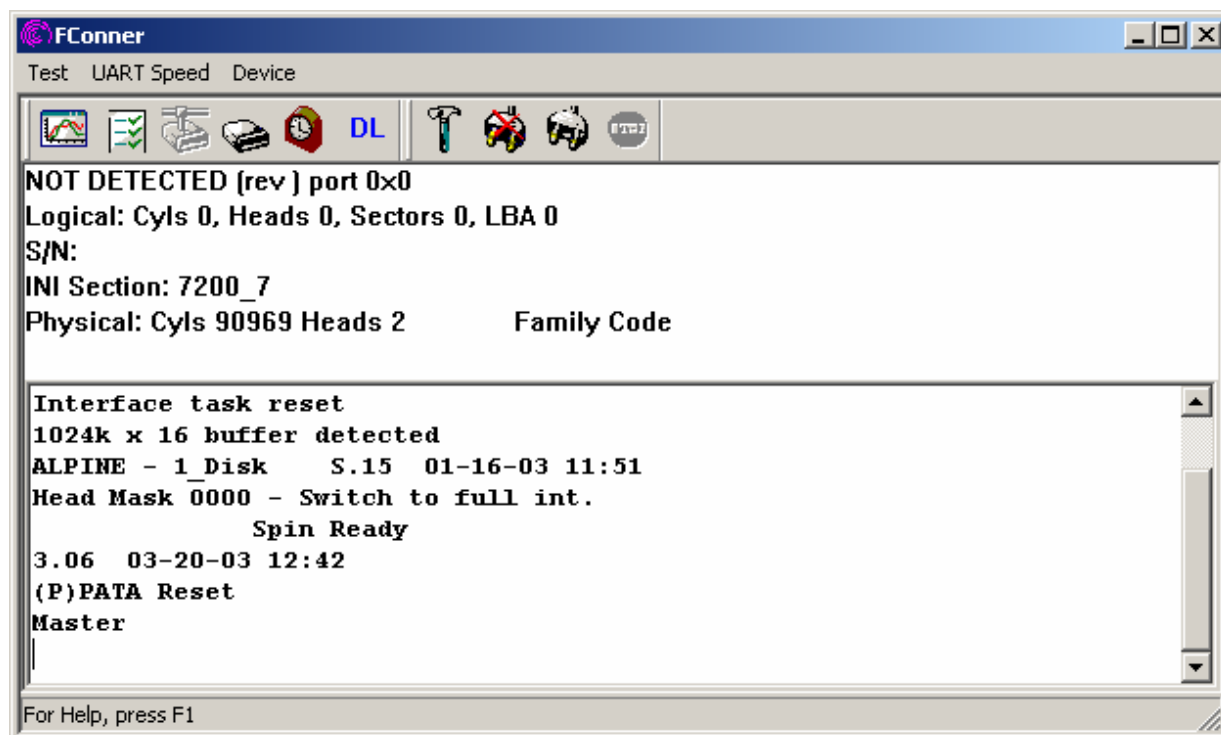 FConner
Test UART Speed Device
DL STOP
NOT DETECTED (rev ) port 0x0
Logical: Cyls 0, Heads 0, Sectors 0, LBA 0
S/N:
INI Section: 7200_7
Physical: Cyls 90969 Heads 2 Family Code
Interface task reset
1024k x 16 buffer detected
ALPINE - 1_Disk S.15 01-16-03 11:51
Head Mask 0000 - Switch to full int.
Spin Ready
3.06 03-20-03 12:42
(P)PATA Reset
Master
For Help, press F1